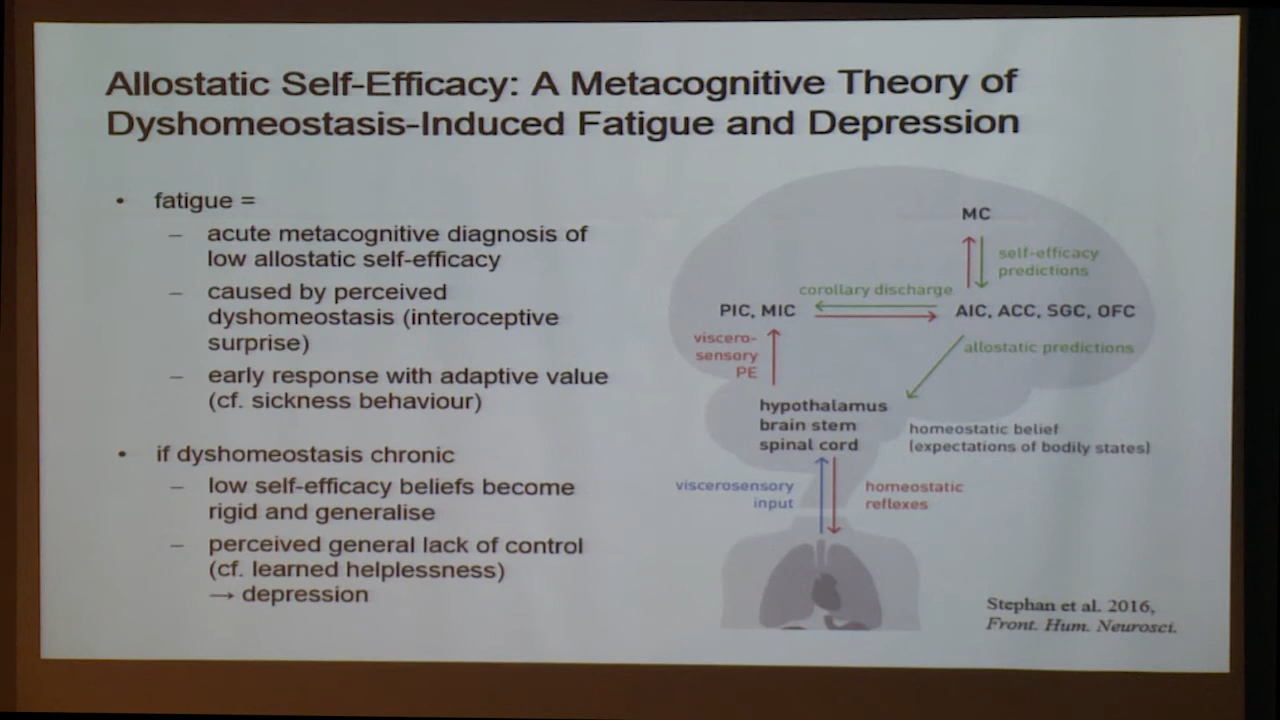 Allostatic Self-Efficacy: A Metacognitive Theory of
Dyshomeostasis-Induced Fatigue and Depression
• fatigue =
– acute metacognitive diagnosis of
low allostatic self-efficacy
– caused by perceived
dyshomeostasis (interoceptive
surprise)
– early response with adaptive value
(cf. sickness behaviour)
• if dyshomeostasis chronic
– low self-efficacy beliefs become
rigid and generalise
– perceived general lack of control
(cf. learned helplessness)
→ depression
MC
self-efficacy
predictions
corollary discharge
PIC, MIC
AIC, ACC, SGC, OFC
viscero-
sensory
PE
allostatic predictions
hypothalamus
brain stem
spinal cord
homeostatic belief
(expectations of bodily states)
viscerosensory
input
homeostatic
reflexes
Stephan et al. 2016,
Front. Hum. Neurosci.